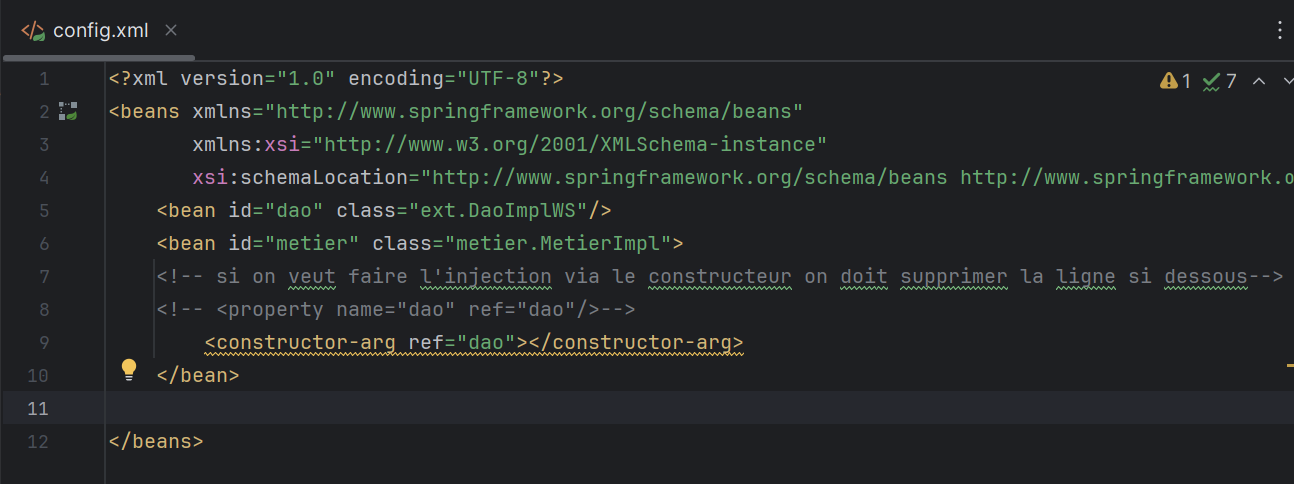 config.xml
1 7
1 <?xml version="1.0" encoding="UTF-8"?>
2 <beans xmlns="http://www.springframework.org/schema/beans"
3 xmlns:xsi="http://www.w3.org/2001/XMLSchema-instance"
4 xsi:schemaLocation="http://www.springframework.org/schema/beans http://www.springframework.o
5 <bean id="dao" class="ext.DaoImplWS"/>
6 <bean id="metier" class="metier.MetierImpl">
7 <!-- si on veut faire l'injection via le constructeur on doit supprimer la ligne si dessous-->
8 <!-- <property name="dao" ref="dao"/>-->
9 <constructor-arg ref="dao"></constructor-arg>
10 </bean>
11
12 </beans>